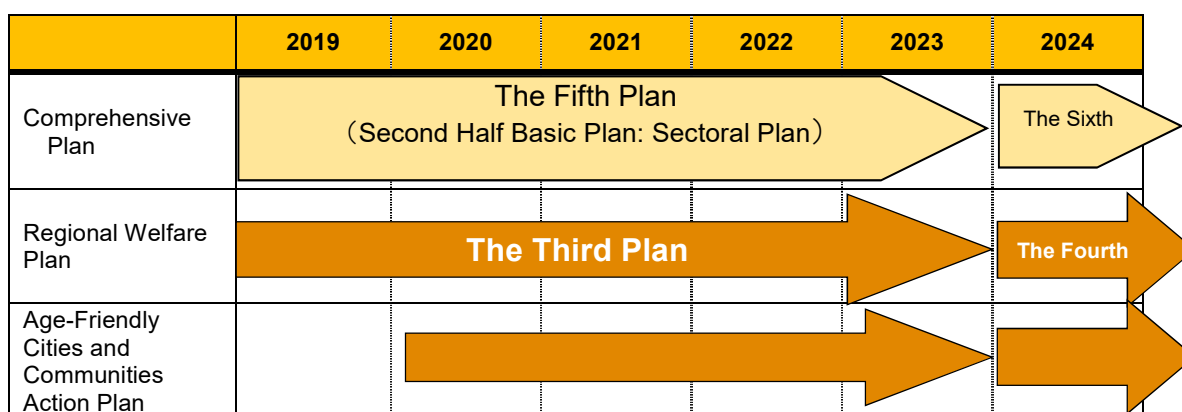 2019 2020 2021 2022 2023 2024
Comprehensive
Plan
The Fifth Plan
（Second Half Basic Plan: Sectoral Plan）
The Sixth
Regional Welfare
Plan
The Third Plan
The Fourth
Age-Friendly
Cities and
Communities
Action Plan